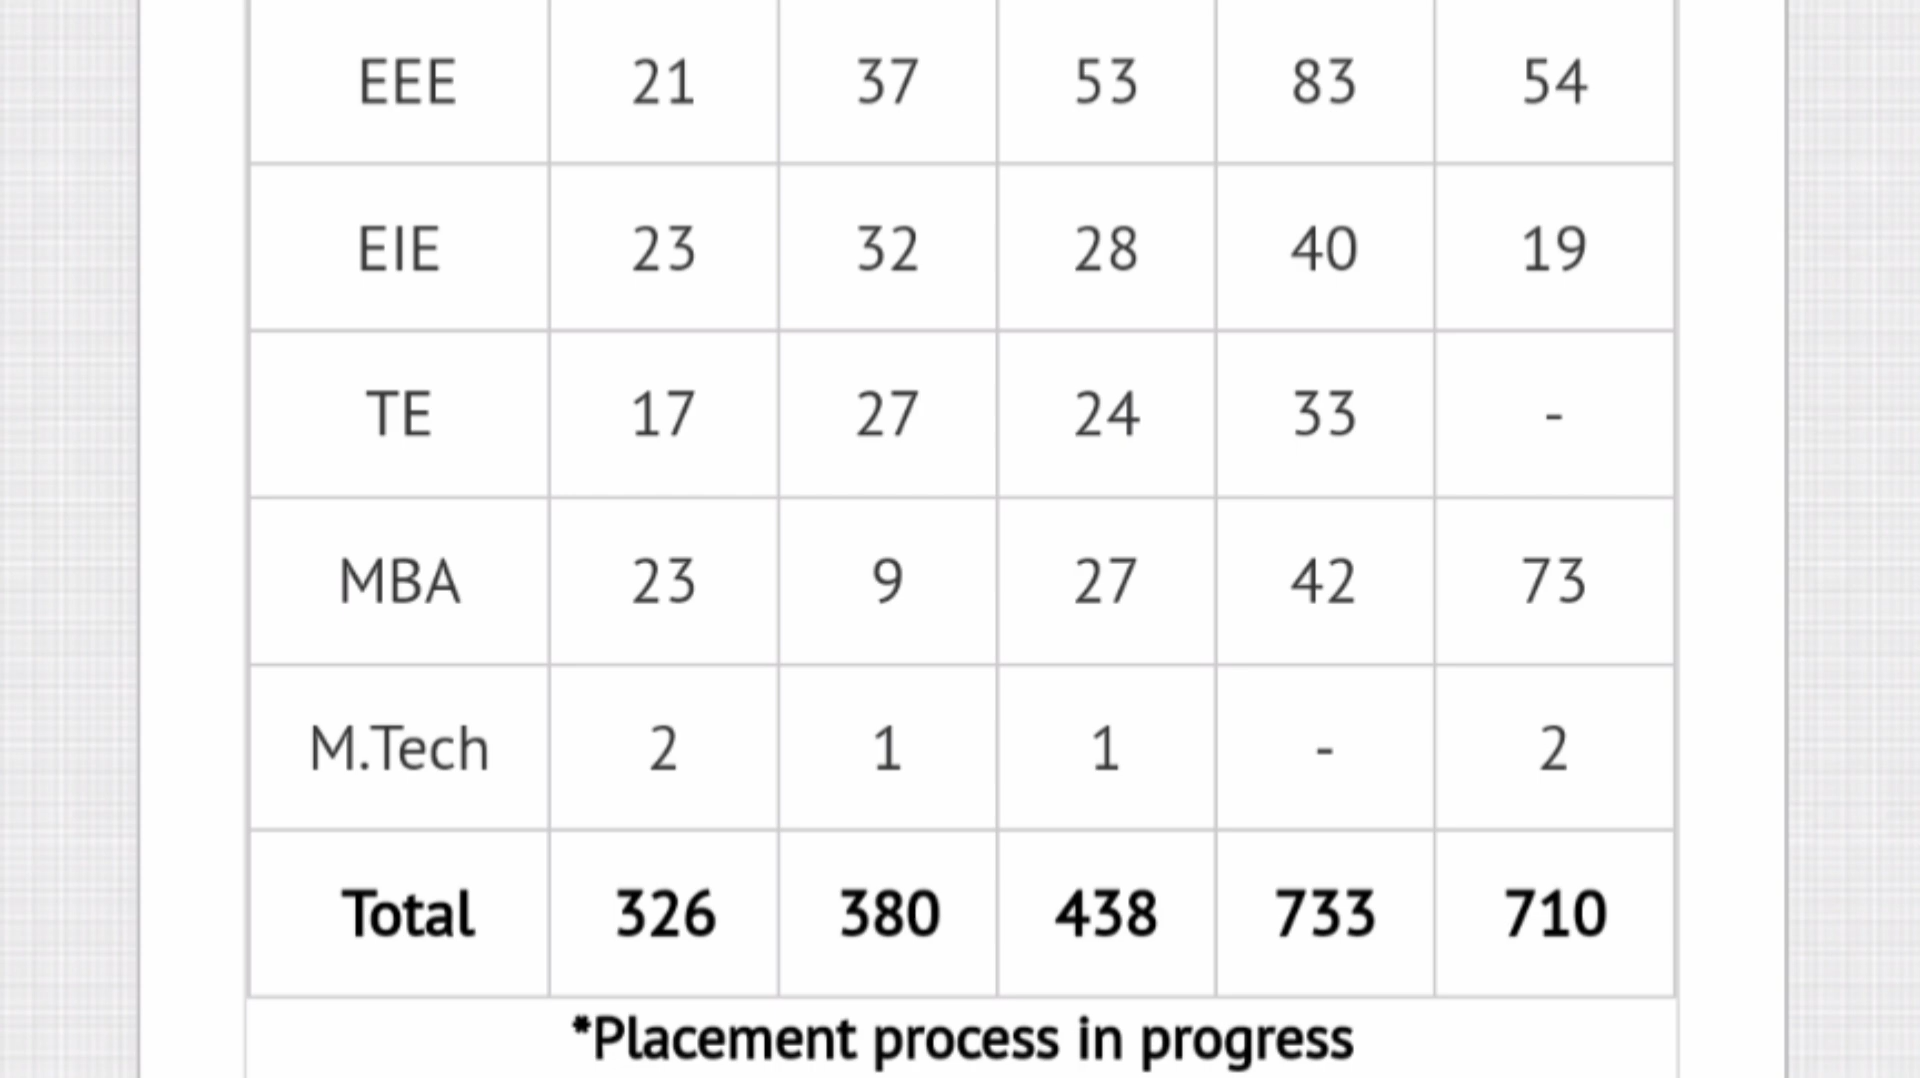 EEE 21 37 53 83 54
EIE 23 32 28 40 19
TE 17 27 24 33 -
MBA 23 9 27 42 73
M.Tech 2 1 1 - 2
Total 326 380 438 733 710
*Placement process in progress